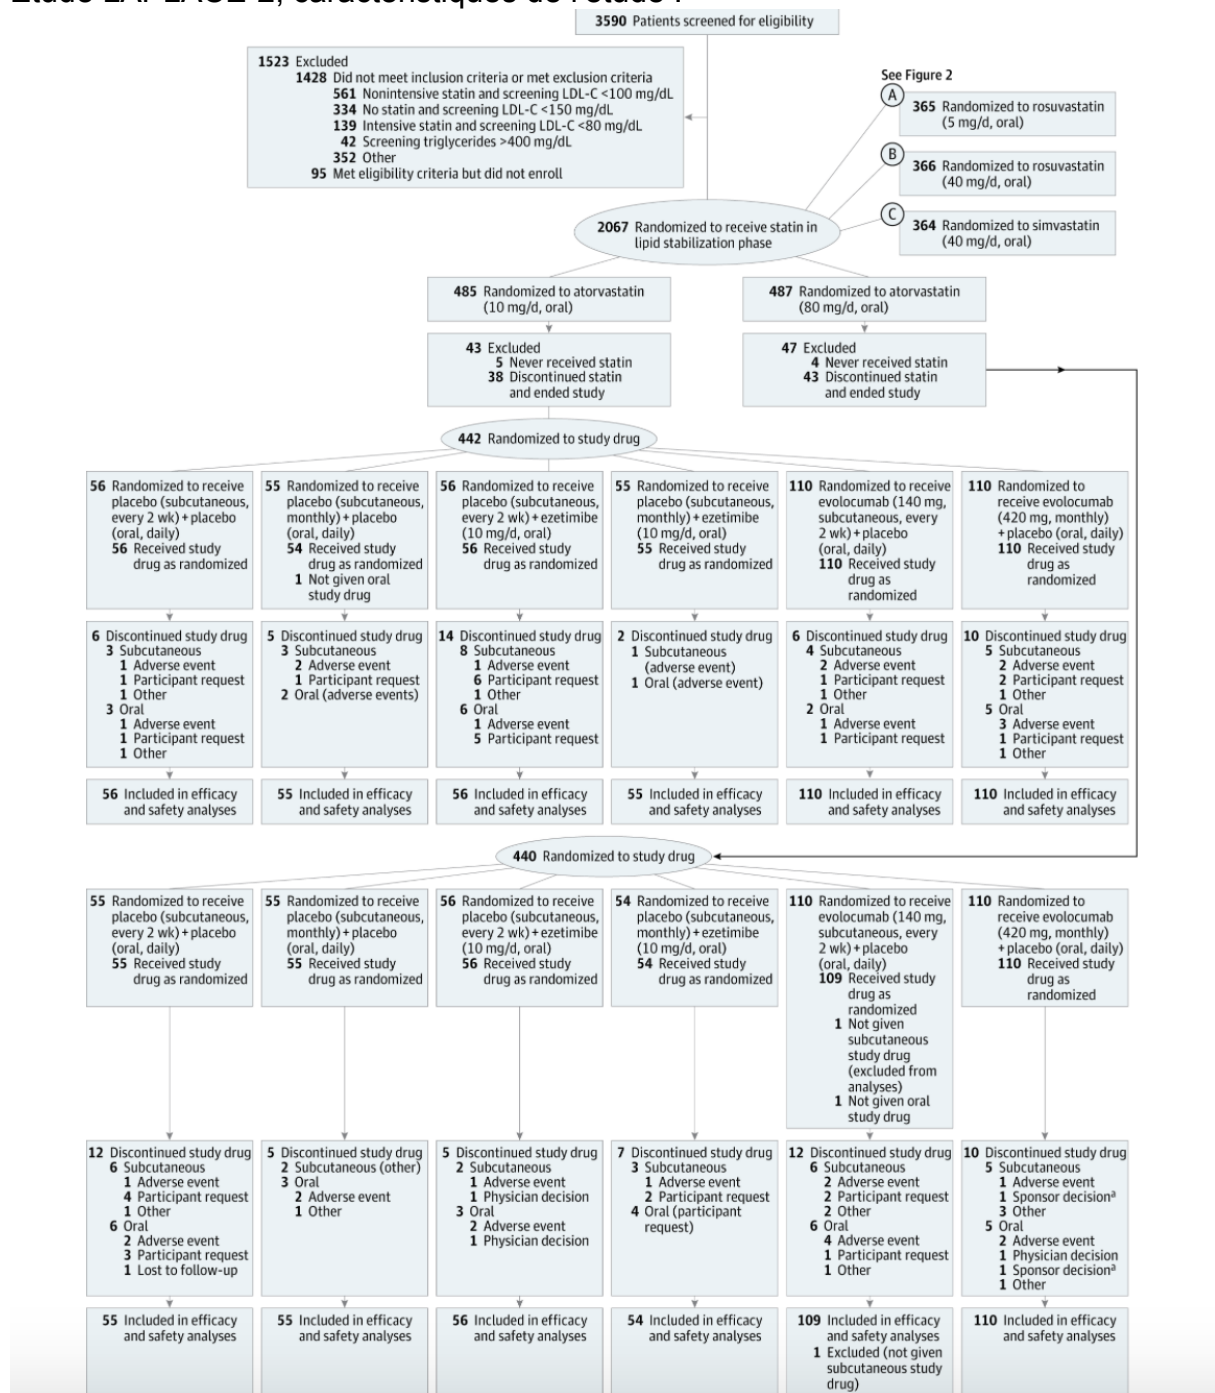 Etude LAPLACE-2, caractéristiques de l'étude :
3590 Patients screened for eligibility
1523 Excluded
1428 Did not meet inclusion criteria or met exclusion criteria
561 Nonintensive statin and screening LDL-C <100 mg/dL
334 No statin and screening LDL-C <150 mg/dL
139 Intensive statin and screening LDL-C <80 mg/dL
42 Screening triglycerides >400 mg/dL
352 Other
95 Met eligibility criteria but did not enroll
See Figure 2
A
365 Randomized to rosuvastatin
(5 mg/d, oral)
B
366 Randomized to rosuvastatin
(40 mg/d, oral)
C
364 Randomized to simvastatin
(40 mg/d, oral)
2067 Randomized to receive statin in
lipid stabilization phase
485 Randomized to atorvastatin
(10 mg/d, oral)
487 Randomized to atorvastatin
(80 mg/d, oral)
43 Excluded
5 Never received statin
38 Discontinued statin
and ended study
47 Excluded
4 Never received statin
43 Discontinued statin
and ended study
442 Randomized to study drug
56 Randomized to receive
placebo (subcutaneous,
every 2 wk) + placebo
(oral, daily)
56 Received study
drug as randomized
55 Randomized to receive
placebo (subcutaneous,
monthly) + placebo
(oral, daily)
54 Received study
drug as randomized
1 Not given oral
study drug
56 Randomized to receive
placebo (subcutaneous,
every 2 wk) + ezetimibe
(10 mg/d, oral)
56 Received study
drug as randomized
55 Randomized to receive
placebo (subcutaneous,
monthly) + ezetimibe
(10 mg/d, oral)
55 Received study
drug as randomized
110 Randomized to receive
evolocumab (140 mg,
subcutaneous, every
2 wk) + placebo
(oral, daily)
110 Received study
drug as
randomized
110 Randomized to
receive evolocumab
(420 mg, monthly)
+ placebo (oral, daily)
110 Received study
drug as
randomized
6 Discontinued study drug
3 Subcutaneous
1 Adverse event
1 Participant request
1 Other
3 Oral
1 Adverse event
1 Participant request
1 Other
5 Discontinued study drug
3 Subcutaneous
2 Adverse event
1 Participant request
2 Oral (adverse events)
14 Discontinued study drug
8 Subcutaneous
1 Adverse event
6 Participant request
1 Other
6 Oral
1 Adverse event
5 Participant request
2 Discontinued study drug
1 Subcutaneous
(adverse event)
1 Oral (adverse event)
6 Discontinued study drug
4 Subcutaneous
2 Adverse event
1 Participant request
1 Other
2 Oral
1 Adverse event
1 Participant request
10 Discontinued study drug
5 Subcutaneous
2 Adverse event
2 Participant request
1 Other
5 Oral
3 Adverse event
1 Participant request
1 Other
56 Included in efficacy
and safety analyses
55 Included in efficacy
and safety analyses
56 Included in efficacy
and safety analyses
55 Included in efficacy
and safety analyses
110 Included in efficacy
and safety analyses
110 Included in efficacy
and safety analyses
440 Randomized to study drug
55 Randomized to receive
placebo (subcutaneous,
every 2 wk) + placebo
(oral, daily)
55 Received study
drug as randomized
55 Randomized to receive
placebo (subcutaneous,
monthly) + placebo
(oral, daily)
55 Received study
drug as randomized
56 Randomized to receive
placebo (subcutaneous,
every 2 wk) + ezetimibe
(10 mg/d, oral)
56 Received study
drug as randomized
54 Randomized to receive
placebo (subcutaneous,
monthly) + ezetimibe
(10 mg/d, oral)
54 Received study
drug as randomized
110 Randomized to receive
evolocumab (140 mg,
subcutaneous, every
2 wk) + placebo
(oral, daily)
109 Received study
drug as
randomized
1 Not given
subcutaneous
study drug
(excluded from
analyses)
1 Not given oral
study drug
110 Randomized to
receive evolocumab
(420 mg, monthly)
+ placebo (oral, daily)
110 Received study
drug as
randomized
12 Discontinued study drug
6 Subcutaneous
1 Adverse event
4 Participant request
1 Other
6 Oral
2 Adverse event
3 Participant request
1 Lost to follow-up
5 Discontinued study drug
2 Subcutaneous (other)
3 Oral
2 Adverse event
1 Other
5 Discontinued study drug
2 Subcutaneous
1 Adverse event
1 Physician decision
3 Oral
2 Adverse event
1 Physician decision
7 Discontinued study drug
3 Subcutaneous
1 Adverse event
2 Participant request
4 Oral (participant
request)
12 Discontinued study drug
6 Subcutaneous
2 Adverse event
2 Participant request
2 Other
6 Oral
4 Adverse event
1 Participant request
1 Other
10 Discontinued study drug
5 Subcutaneous
1 Adverse event
1 Sponsor decisionᵃ
3 Other
5 Oral
2 Adverse event
1 Physician decision
1 Sponsor decisionᵃ
1 Other
55 Included in efficacy
and safety analyses
55 Included in efficacy
and safety analyses
56 Included in efficacy
and safety analyses
54 Included in efficacy
and safety analyses
109 Included in efficacy
and safety analyses
1 Excluded (not given
subcutaneous study
drug)
110 Included in efficacy
and safety analyses